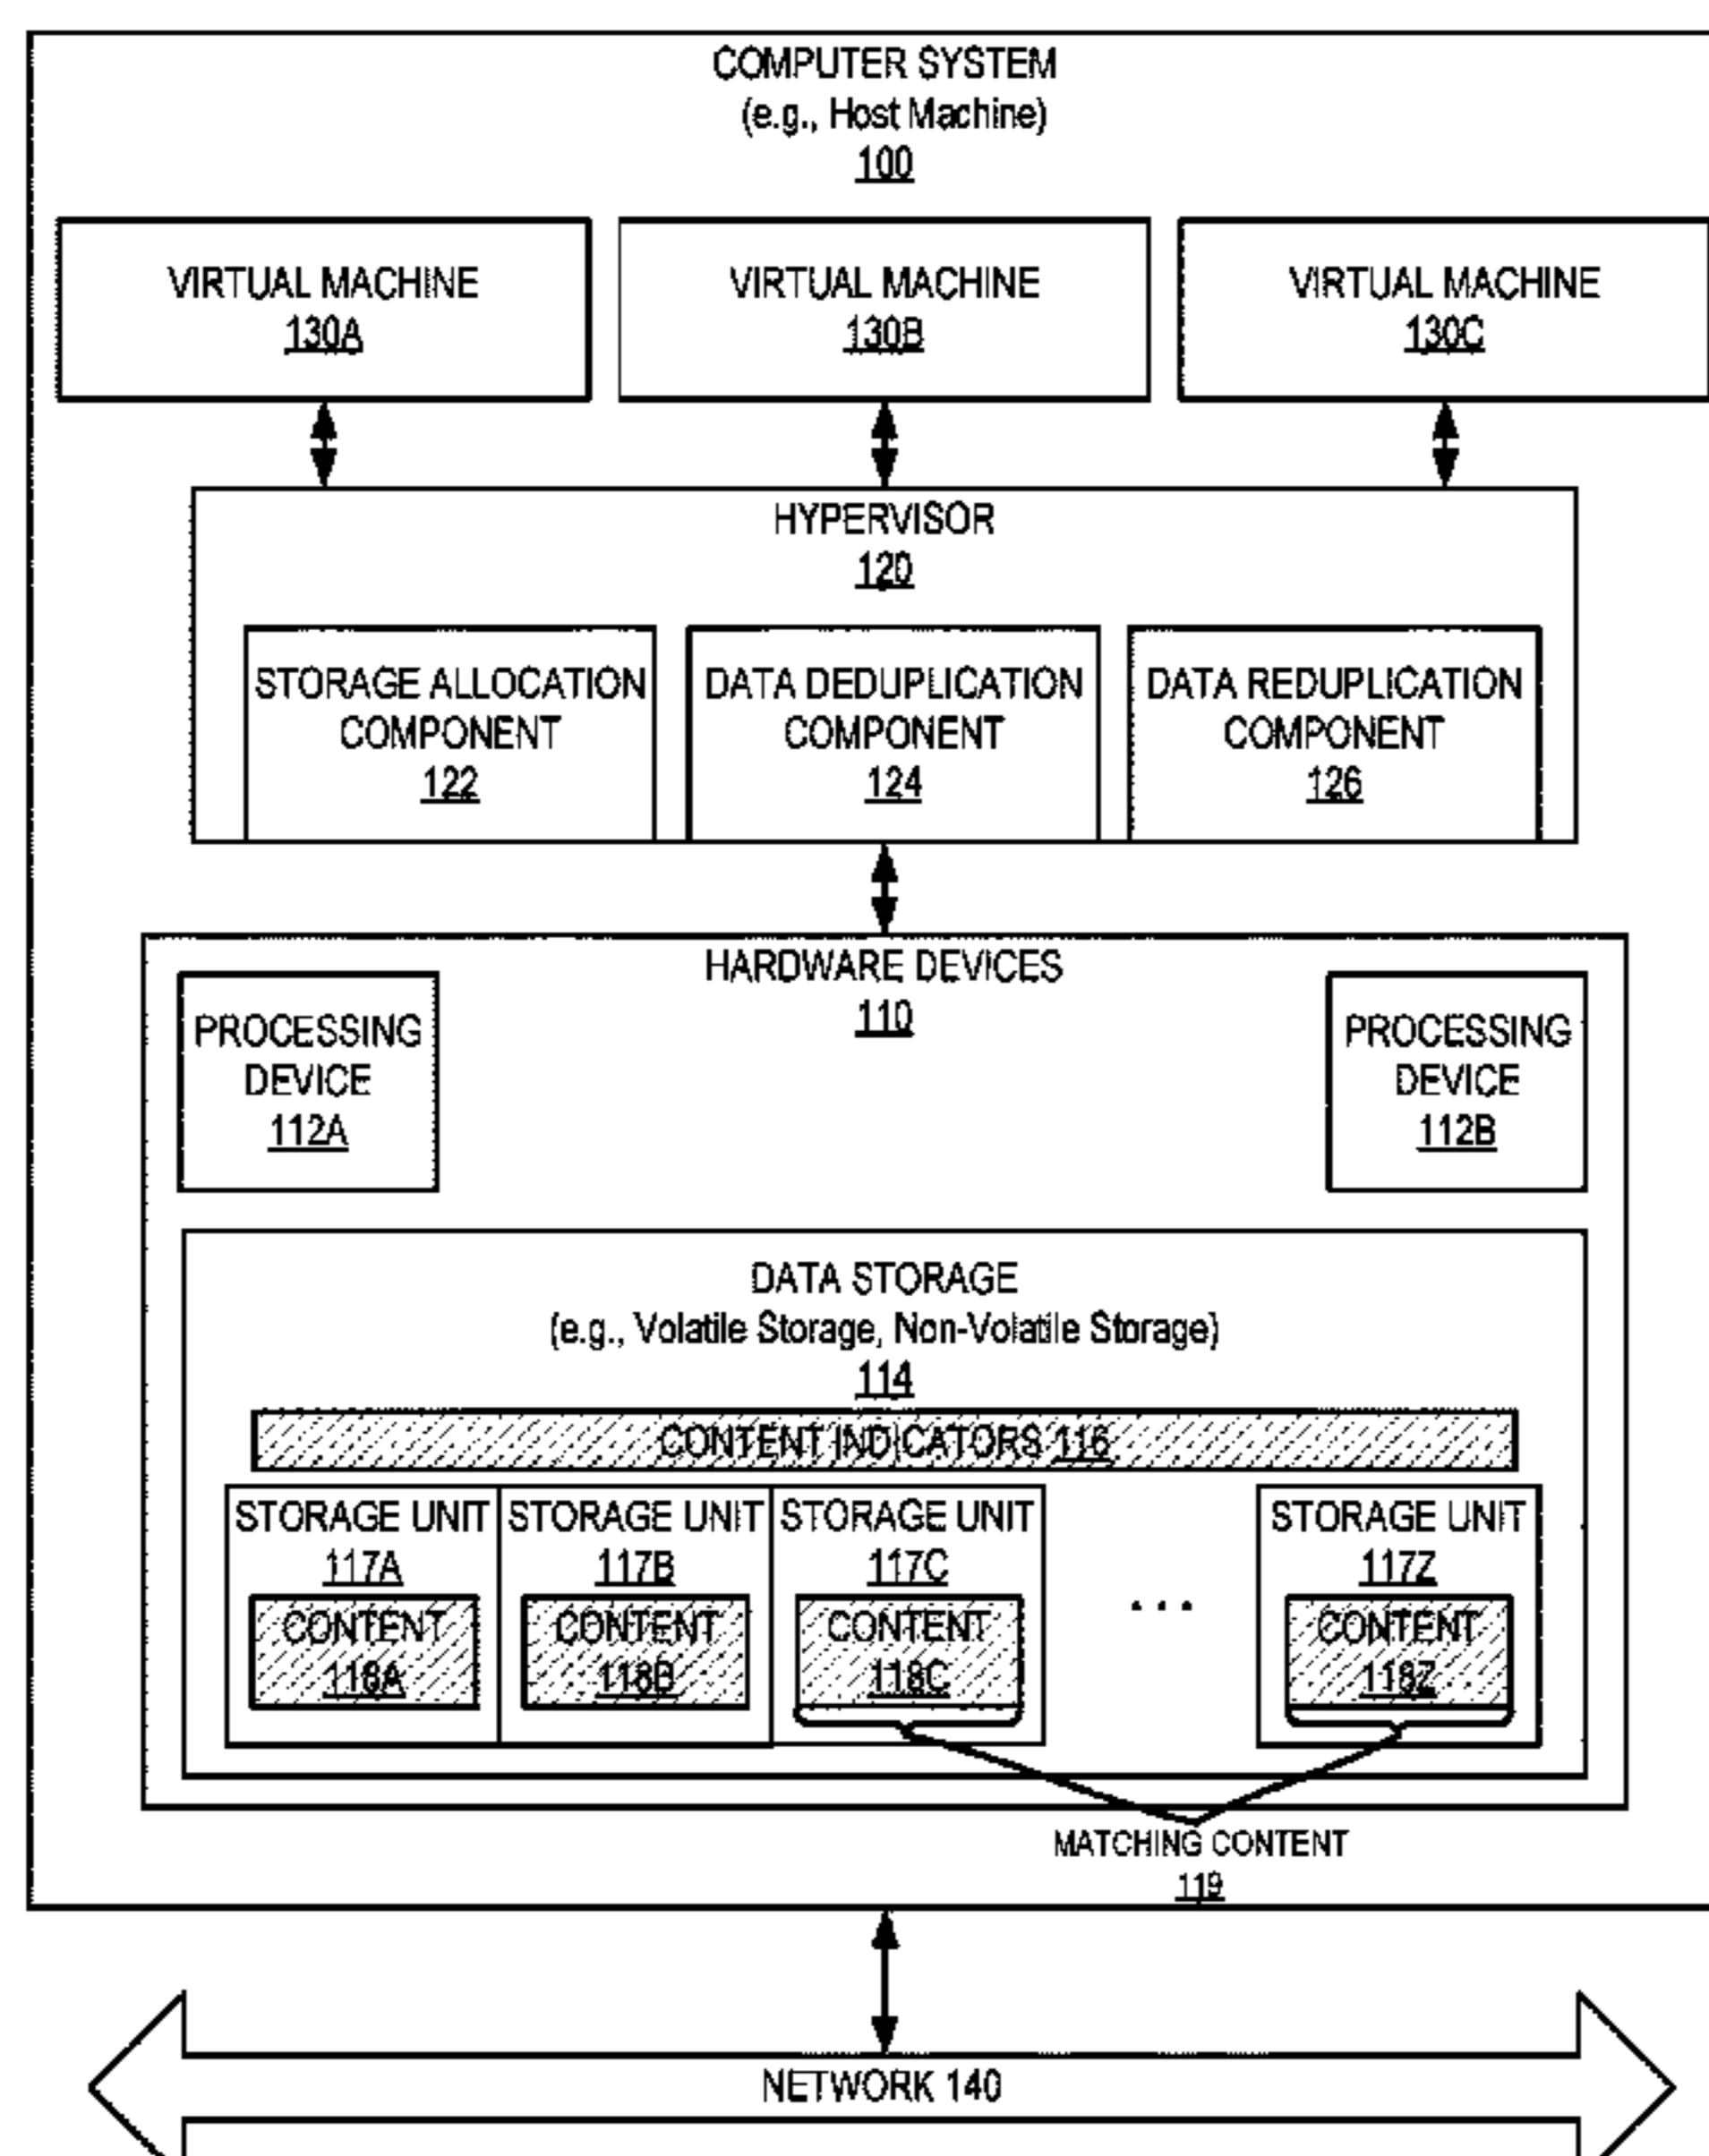 COMPUTER SYSTEM
(e.g., Host Machine)
100
VIRTUAL MACHINE
130A
VIRTUAL MACHINE
130B
VIRTUAL MACHINE
130C
HYPERVISOR
120
STORAGE ALLOCATION
COMPONENT
122
DATA DEDUPLICATION
COMPONENT
124
DATA REDUPLICATION
COMPONENT
126
HARDWARE DEVICES
110
PROCESSING
DEVICE
112A
PROCESSING
DEVICE
112B
DATA STORAGE
(e.g., Volatile Storage, Non-Volatile Storage)
114
CONTENT INDICATORS 116
STORAGE UNIT
117A
CONTENT
118A
STORAGE UNIT
117B
CONTENT
118B
STORAGE UNIT
117C
CONTENT
118C
. . .
STORAGE UNIT
117Z
CONTENT
118Z
MATCHING CONTENT
119
NETWORK 140